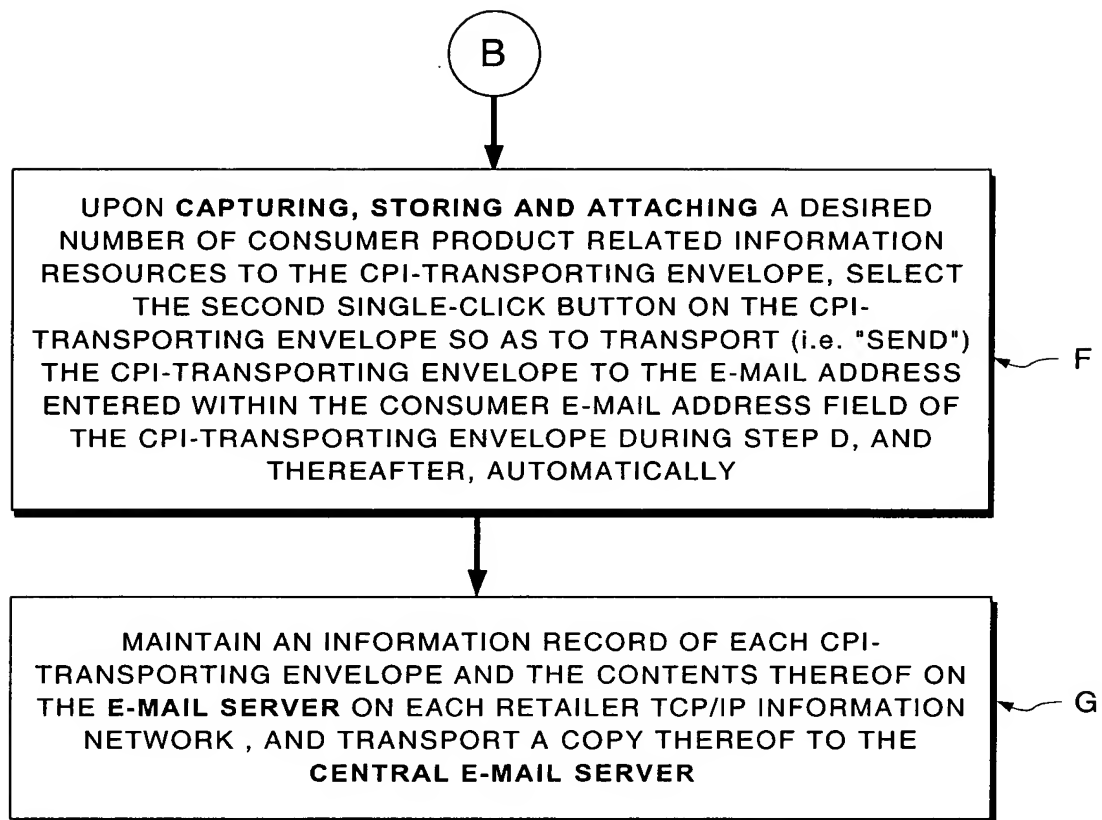 B
UPON CAPTURING, STORING AND ATTACHING A DESIRED
NUMBER OF CONSUMER PRODUCT RELATED INFORMATION
RESOURCES TO THE CPI-TRANSPORTING ENVELOPE, SELECT
THE SECOND SINGLE-CLICK BUTTON ON THE CPI-
TRANSPORTING ENVELOPE SO AS TO TRANSPORT (i.e. "SEND")
THE CPI-TRANSPORTING ENVELOPE TO THE E-MAIL ADDRESS
ENTERED WITHIN THE CONSUMER E-MAIL ADDRESS FIELD OF
THE CPI-TRANSPORTING ENVELOPE DURING STEP D, AND
THEREAFTER, AUTOMATICALLY
F
MAINTAIN AN INFORMATION RECORD OF EACH CPI-
TRANSPORTING ENVELOPE AND THE CONTENTS THEREOF ON
THE E-MAIL SERVER ON EACH RETAILER TCP/IP INFORMATION
NETWORK , AND TRANSPORT A COPY THEREOF TO THE
CENTRAL E-MAIL SERVER
G